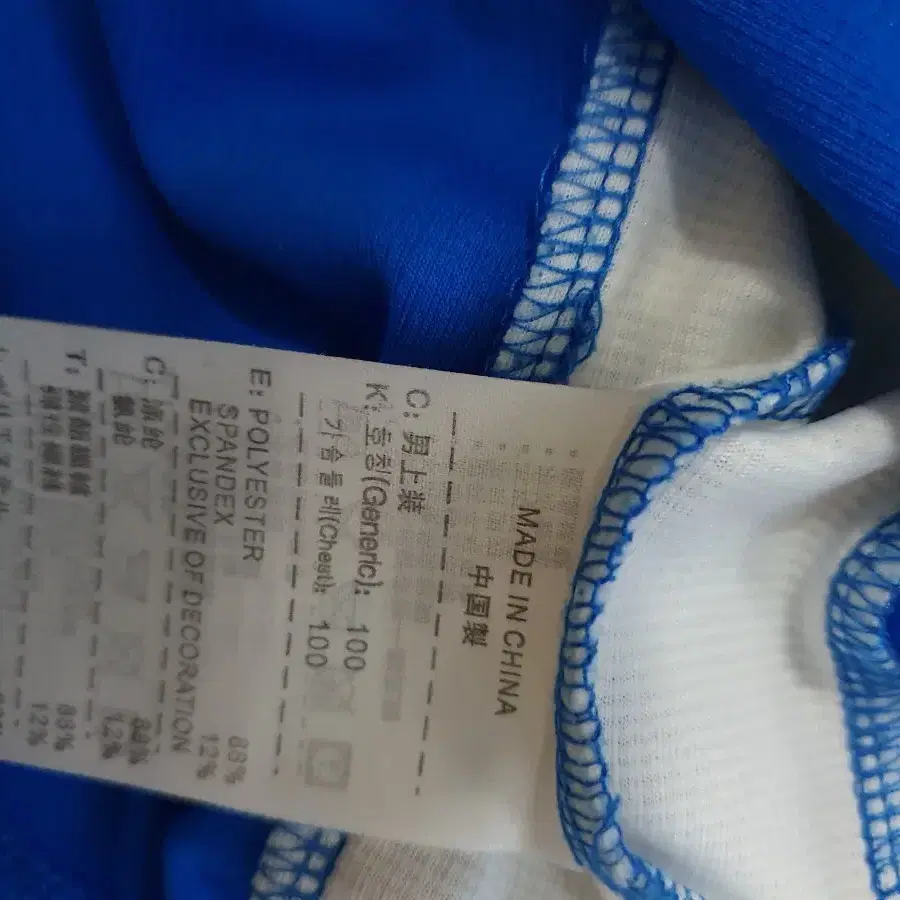 MADE IN CHINA
中国製
C: 男上装
K: 호칭(Generic): 100
가슴둘레(Chest): 100
E: POLYESTER 88%
SPANDEX 12%
EXCLUSIVE OF DECORATION
C: 涤纶 88%
氨纶 12%
T: 聚酯纖維 88%
彈性纖維 12%